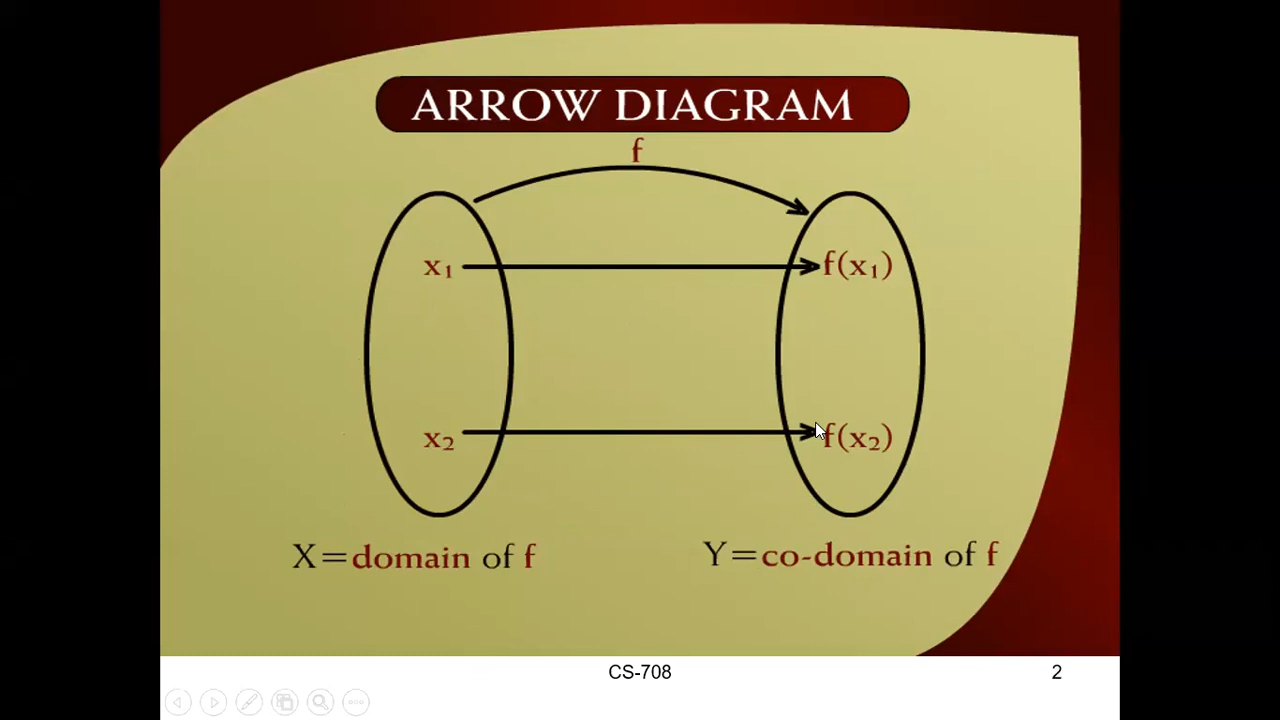 ARROW DIAGRAM
f
x₁ f(x₁)
x₂ f(x₂)
X=domain of f Y=co-domain of f
CS-708 2